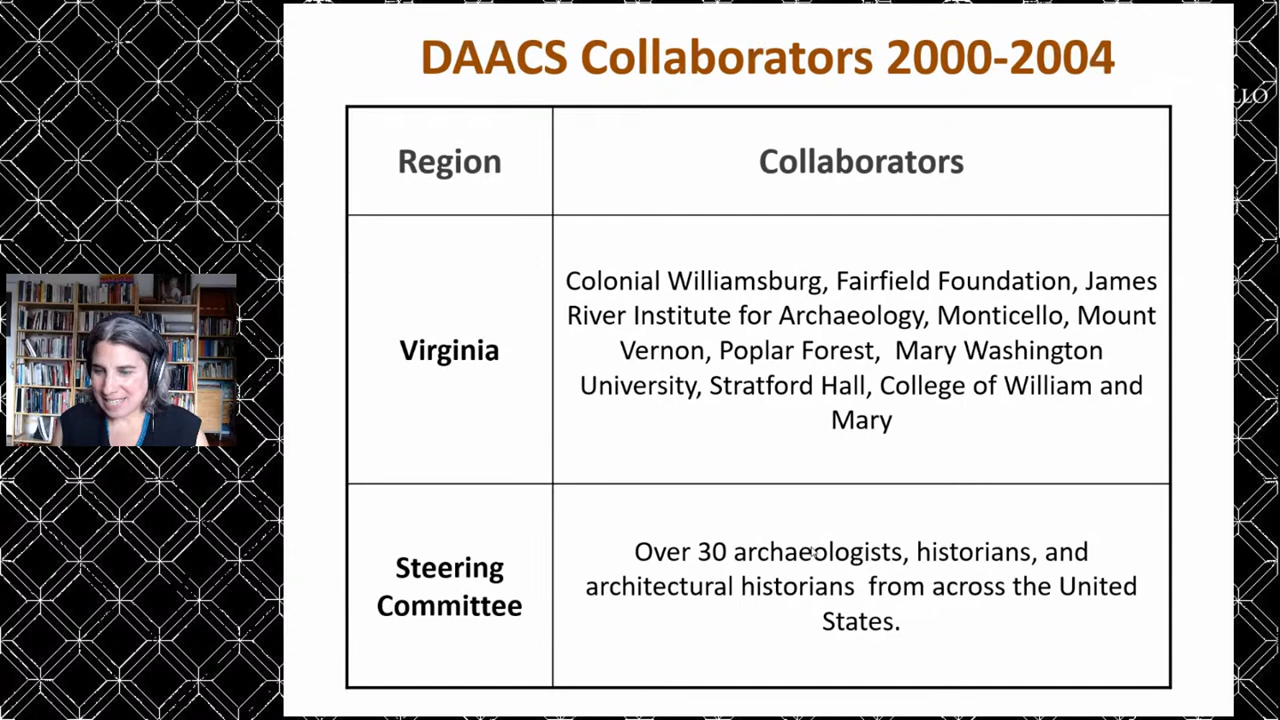 DAACS Collaborators 2000-2004
LLO
Region
Collaborators
Virginia
Colonial Williamsburg, Fairfield Foundation, James
River Institute for Archaeology, Monticello, Mount
Vernon, Poplar Forest, Mary Washington
University, Stratford Hall, College of William and
Mary
Steering
Committee
Over 30 archaeologists, historians, and
architectural historians from across the United
States.